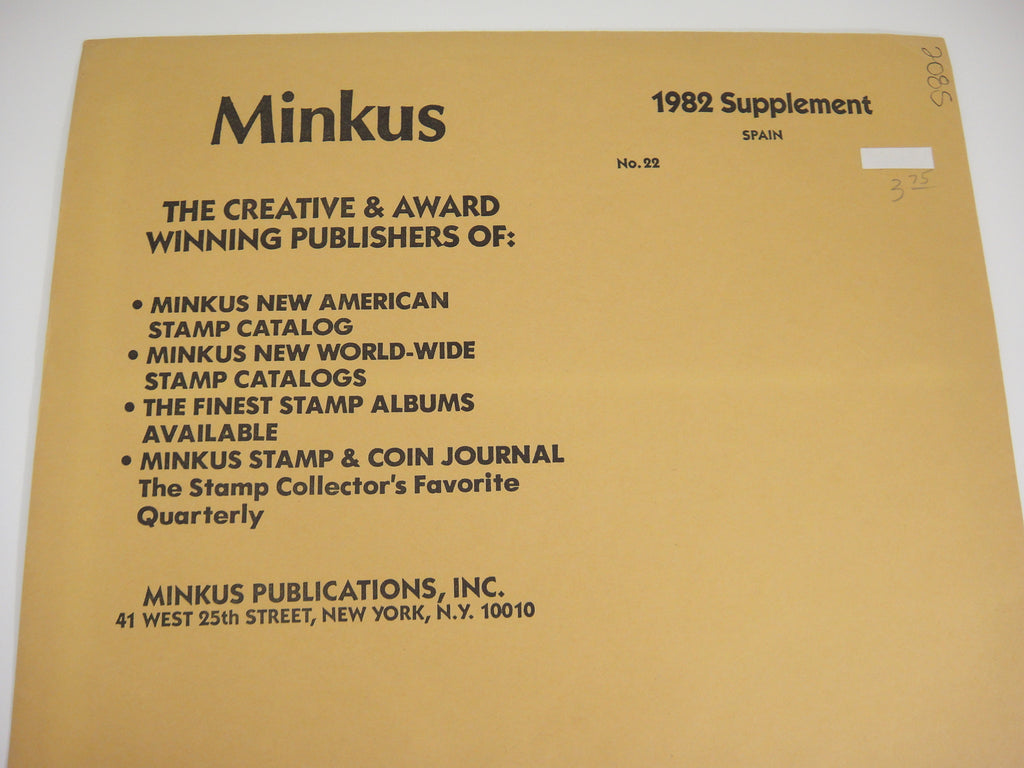 Minkus
1982 Supplement
SPAIN
No. 22
3 75
THE CREATIVE & AWARD
WINNING PUBLISHERS OF:
• MINKUS NEW AMERICAN
STAMP CATALOG
• MINKUS NEW WORLD-WIDE
STAMP CATALOGS
• THE FINEST STAMP ALBUMS
AVAILABLE
• MINKUS STAMP & COIN JOURNAL
The Stamp Collector's Favorite
Quarterly
MINKUS PUBLICATIONS, INC.
41 WEST 25th STREET, NEW YORK, N.Y. 10010